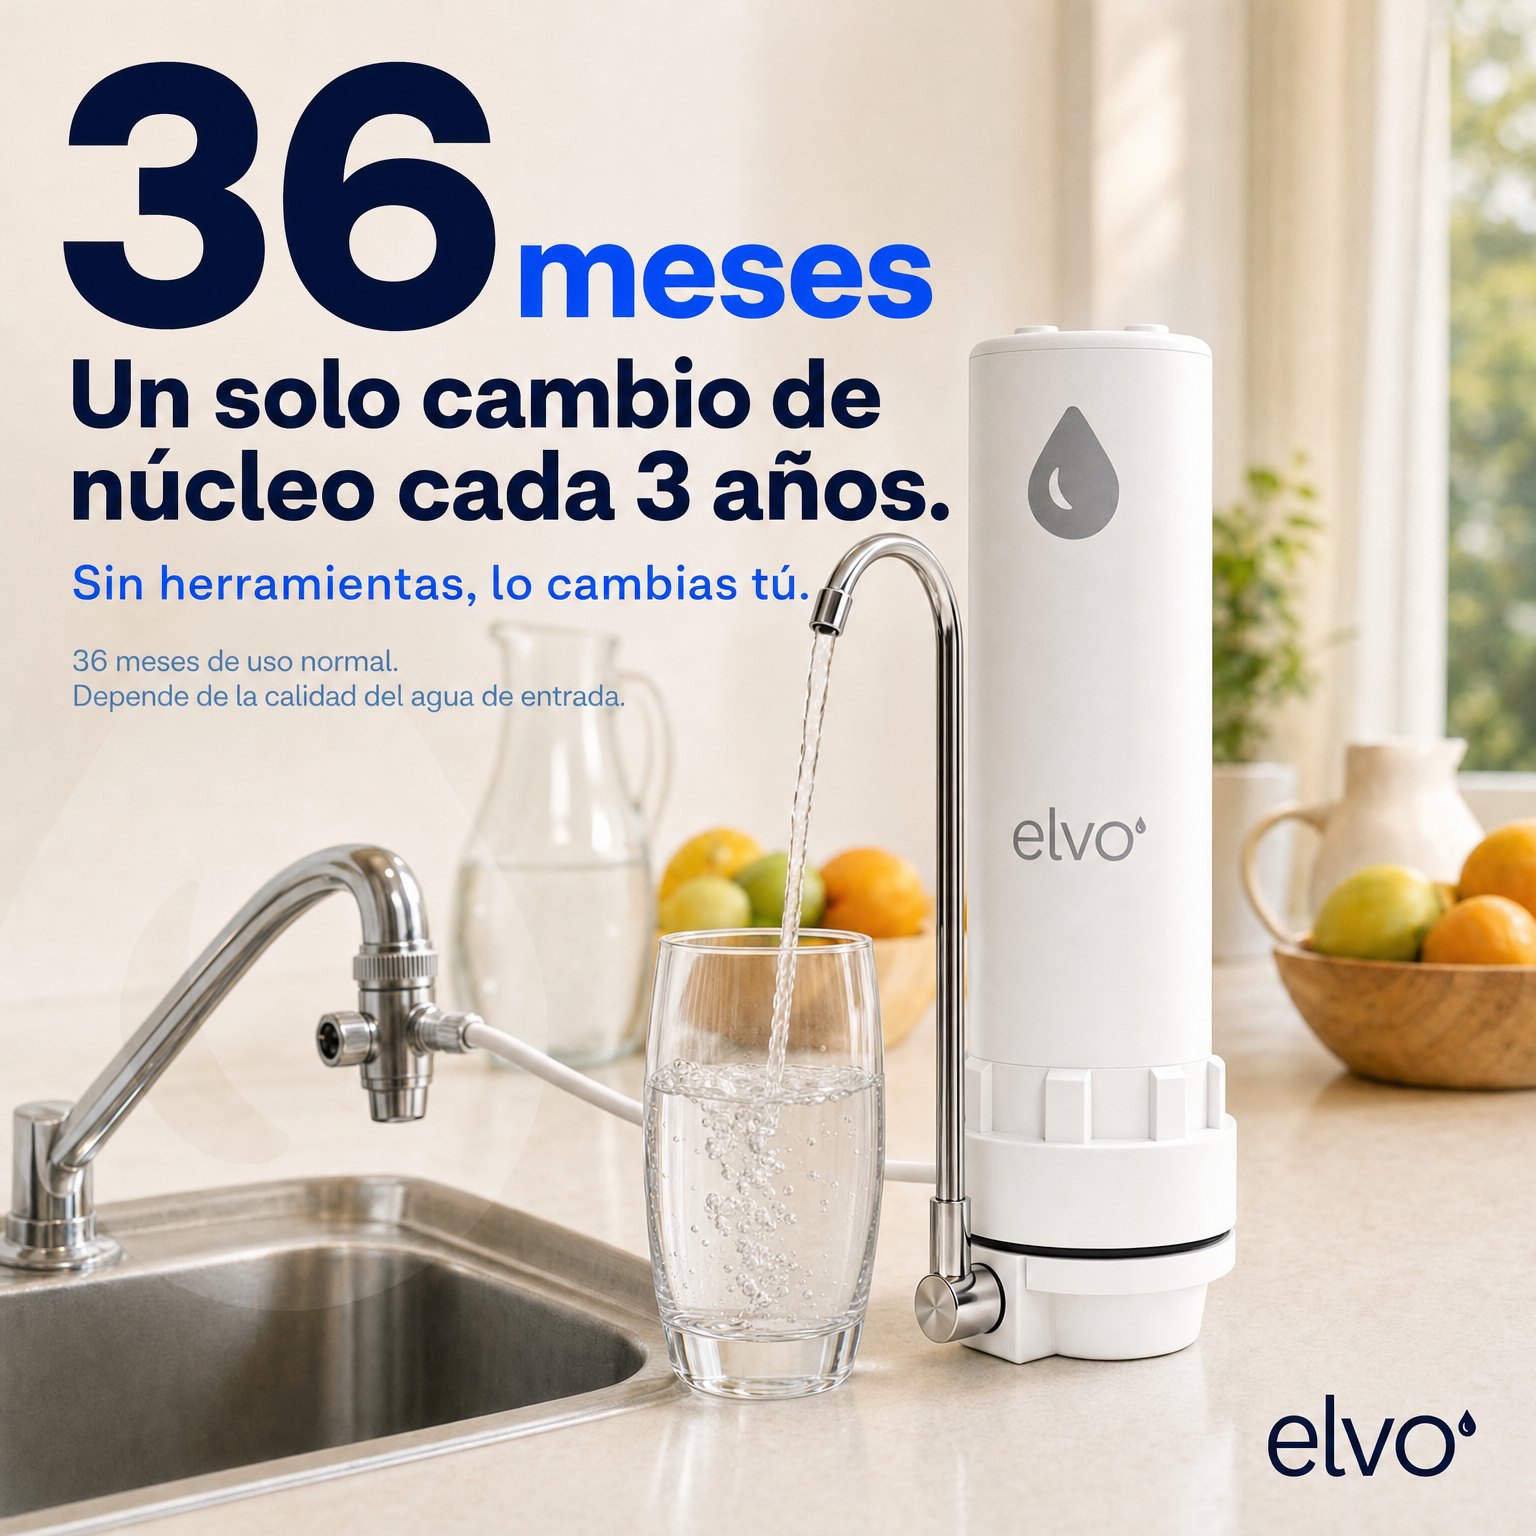 36 meses
Un solo cambio de
núcleo cada 3 años.
Sin herramientas, lo cambias tú.
36 meses de uso normal.
Depende de la calidad del agua de entrada.
elvo
elvo